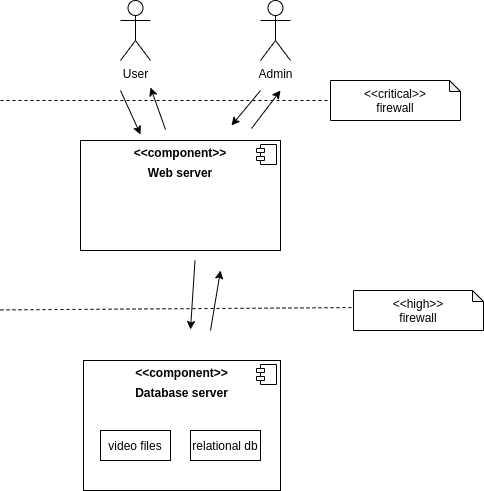 User
Admin
<<critical>>
firewall
<<component>>
Web server
<<high>>
firewall
<<component>>
Database server
video files
relational db